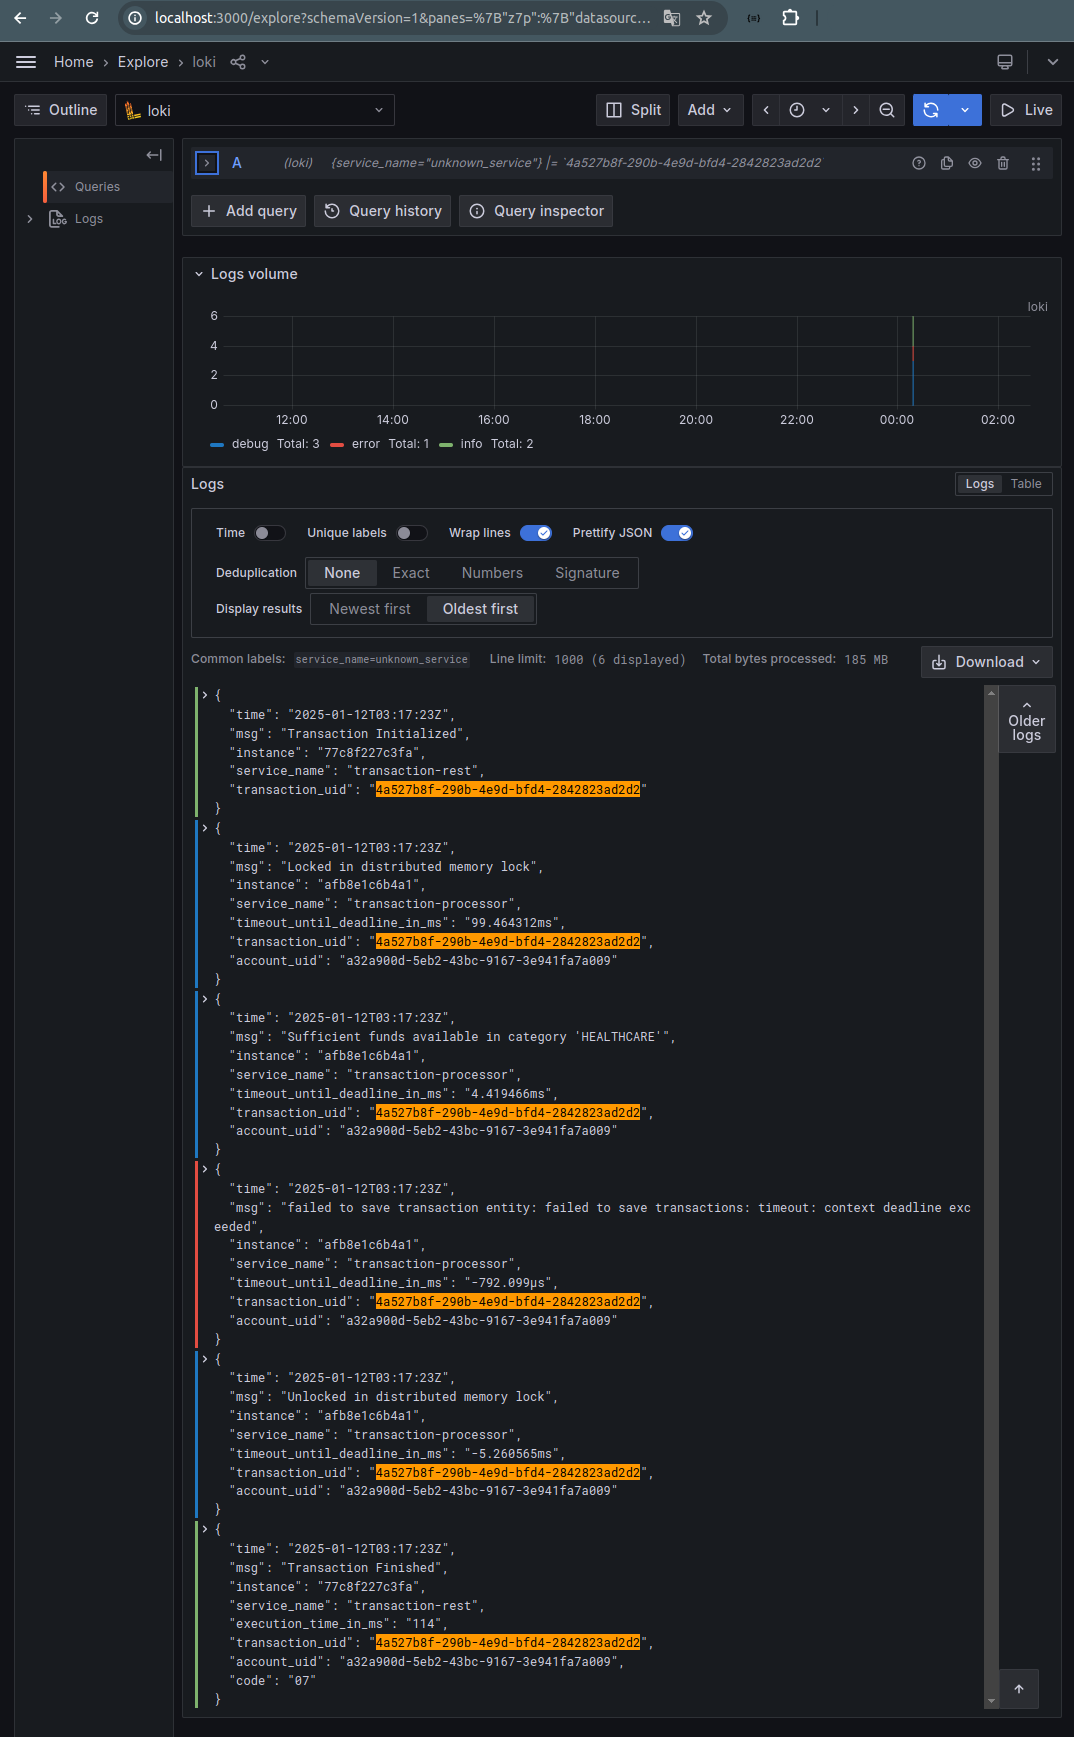 localhost:3000/explore?schemaVersion=1&panes=%7B"z7p":%7B"datasourc...
Home › Explore › loki
Outline
loki
Split
Add
Live
A (loki) {service_name="unknown_service"} |= `4a527b8f-290b-4e9d-bfd4-2842823ad2d2`
Queries
Logs
Add query
Query history
Query inspector
Logs volume
loki
6
4
2
0
12:00 14:00 16:00 18:00 20:00 22:00 00:00 02:00
debug Total: 3 error Total: 1 info Total: 2
Logs
Logs Table
Time Unique labels Wrap lines Prettify JSON
Deduplication None Exact Numbers Signature
Display results Newest first Oldest first
Common labels: service_name=unknown_service Line limit: 1000 (6 displayed) Total bytes processed: 185 MB
Download
Older
logs
{
"time": "2025-01-12T03:17:23Z",
"msg": "Transaction Initialized",
"instance": "77c8f227c3fa",
"service_name": "transaction-rest",
"transaction_uid": "4a527b8f-290b-4e9d-bfd4-2842823ad2d2"
}
{
"time": "2025-01-12T03:17:23Z",
"msg": "Locked in distributed memory lock",
"instance": "afb8e1c6b4a1",
"service_name": "transaction-processor",
"timeout_until_deadline_in_ms": "99.464312ms",
"transaction_uid": "4a527b8f-290b-4e9d-bfd4-2842823ad2d2",
"account_uid": "a32a900d-5eb2-43bc-9167-3e941fa7a009"
}
{
"time": "2025-01-12T03:17:23Z",
"msg": "Sufficient funds available in category 'HEALTHCARE'",
"instance": "afb8e1c6b4a1",
"service_name": "transaction-processor",
"timeout_until_deadline_in_ms": "4.419466ms",
"transaction_uid": "4a527b8f-290b-4e9d-bfd4-2842823ad2d2",
"account_uid": "a32a900d-5eb2-43bc-9167-3e941fa7a009"
}
{
"time": "2025-01-12T03:17:23Z",
"msg": "failed to save transaction entity: failed to save transactions: timeout: context deadline exc
eeded",
"instance": "afb8e1c6b4a1",
"service_name": "transaction-processor",
"timeout_until_deadline_in_ms": "-792.099µs",
"transaction_uid": "4a527b8f-290b-4e9d-bfd4-2842823ad2d2",
"account_uid": "a32a900d-5eb2-43bc-9167-3e941fa7a009"
}
{
"time": "2025-01-12T03:17:23Z",
"msg": "Unlocked in distributed memory lock",
"instance": "afb8e1c6b4a1",
"service_name": "transaction-processor",
"timeout_until_deadline_in_ms": "-5.260565ms",
"transaction_uid": "4a527b8f-290b-4e9d-bfd4-2842823ad2d2",
"account_uid": "a32a900d-5eb2-43bc-9167-3e941fa7a009"
}
{
"time": "2025-01-12T03:17:23Z",
"msg": "Transaction Finished",
"instance": "77c8f227c3fa",
"service_name": "transaction-rest",
"execution_time_in_ms": "114",
"transaction_uid": "4a527b8f-290b-4e9d-bfd4-2842823ad2d2",
"account_uid": "a32a900d-5eb2-43bc-9167-3e941fa7a009",
"code": "07"
}